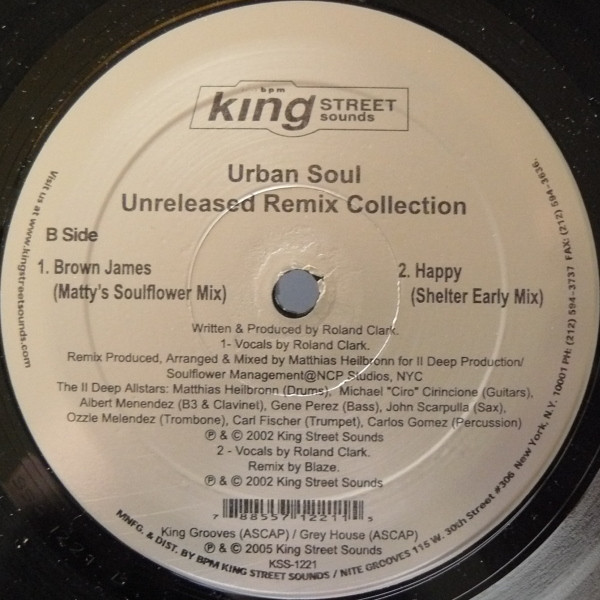 bpm
king STREET
sounds
Urban Soul
Unreleased Remix Collection
B Side
1. Brown James
(Matty's Soulflower Mix)
2. Happy
(Shelter Early Mix)
Written & Produced by Roland Clark.
1- Vocals by Roland Clark.
Remix Produced, Arranged & Mixed by Matthias Heilbronn for II Deep Production/
Soulflower Management@NCP Studios, NYC
The II Deep Allstars: Matthias Heilbronn (Drums), Michael "Ciro" Cirincione (Guitars),
Albert Menendez (B3 & Clavinet), Gene Perez (Bass), John Scarpulla (Sax),
Ozzie Melendez (Trombone), Carl Fischer (Trumpet), Carlos Gomez (Percussion)
℗ & © 2002 King Street Sounds
2 - Vocals by Roland Clark.
Remix by Blaze.
℗ & © 2002 King Street Sounds
7 88557 12211 5
King Grooves (ASCAP) / Grey House (ASCAP)
℗ & © 2005 King Street Sounds
KSS-1221
Visit us at www.kingstreetsounds.com
MNFG. & DIST. BY BPM KING STREET SOUNDS / NITE GROOVES 115 W. 30th Street #306 New York, N.Y. 10001 PH: (212) 594-3737 FAX: (212) 594-3636.